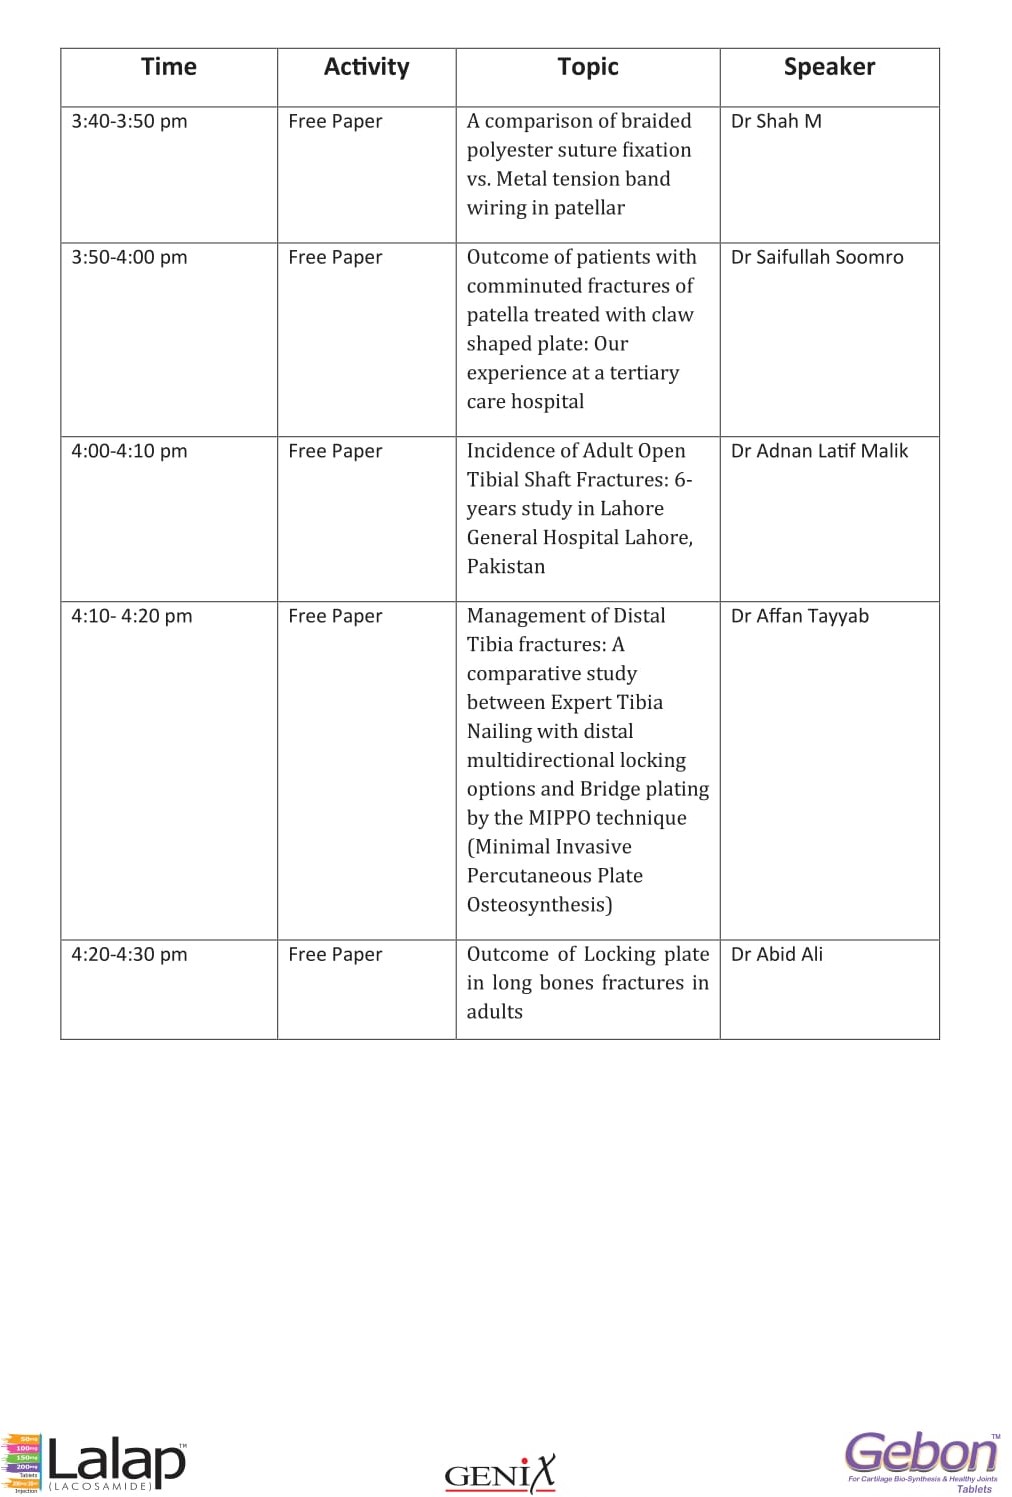 Time Activity Topic Speaker
3:40-3:50 pm Free Paper A comparison of braided Dr Shah M
polyester suture fixation
vs. Metal tension band
wiring in patellar
3:50-4:00 pm Free Paper Outcome of patients with Dr Saifullah Soomro
comminuted fractures of
patella treated with claw
shaped plate: Our
experience at a tertiary
care hospital
4:00-4:10 pm Free Paper Incidence of Adult Open Dr Adnan Latif Malik
Tibial Shaft Fractures: 6-
years study in Lahore
General Hospital Lahore,
Pakistan
4:10- 4:20 pm Free Paper Management of Distal Dr Affan Tayyab
Tibia fractures: A
comparative study
between Expert Tibia
Nailing with distal
multidirectional locking
options and Bridge plating
by the MIPPO technique
(Minimal Invasive
Percutaneous Plate
Osteosynthesis)
4:20-4:30 pm Free Paper Outcome of Locking plate Dr Abid Ali
in long bones fractures in
adults
50mg
100mg
150mg
200mg
Tablets
Injection
Lalap™
(LACOSAMIDE)
GENIX
Gebon™
For Cartilage Bio-Synthesis & Healthy Joints
Tablets